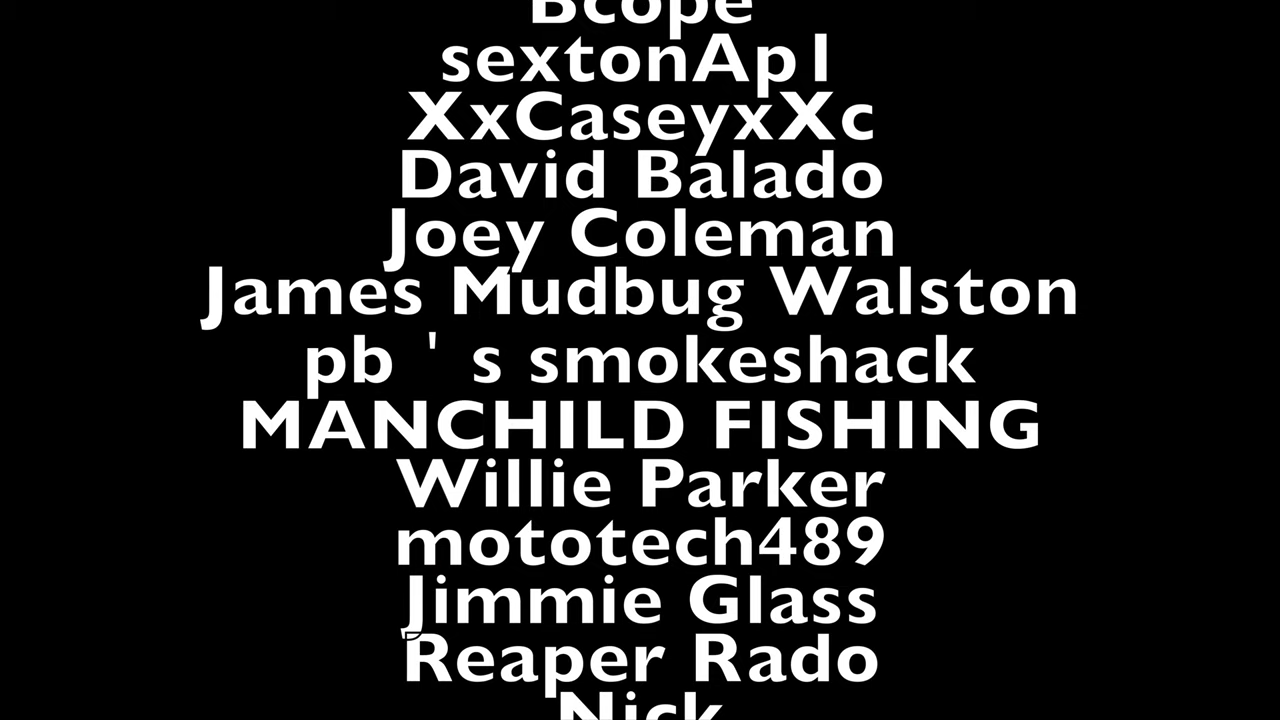 Bcope
sextonAp1
XxCaseyxXc
David Balado
Joey Coleman
James Mudbug Walston
pb ' s smokeshack
MANCHILD FISHING
Willie Parker
mototech489
Jimmie Glass
Reaper Rado
Nick